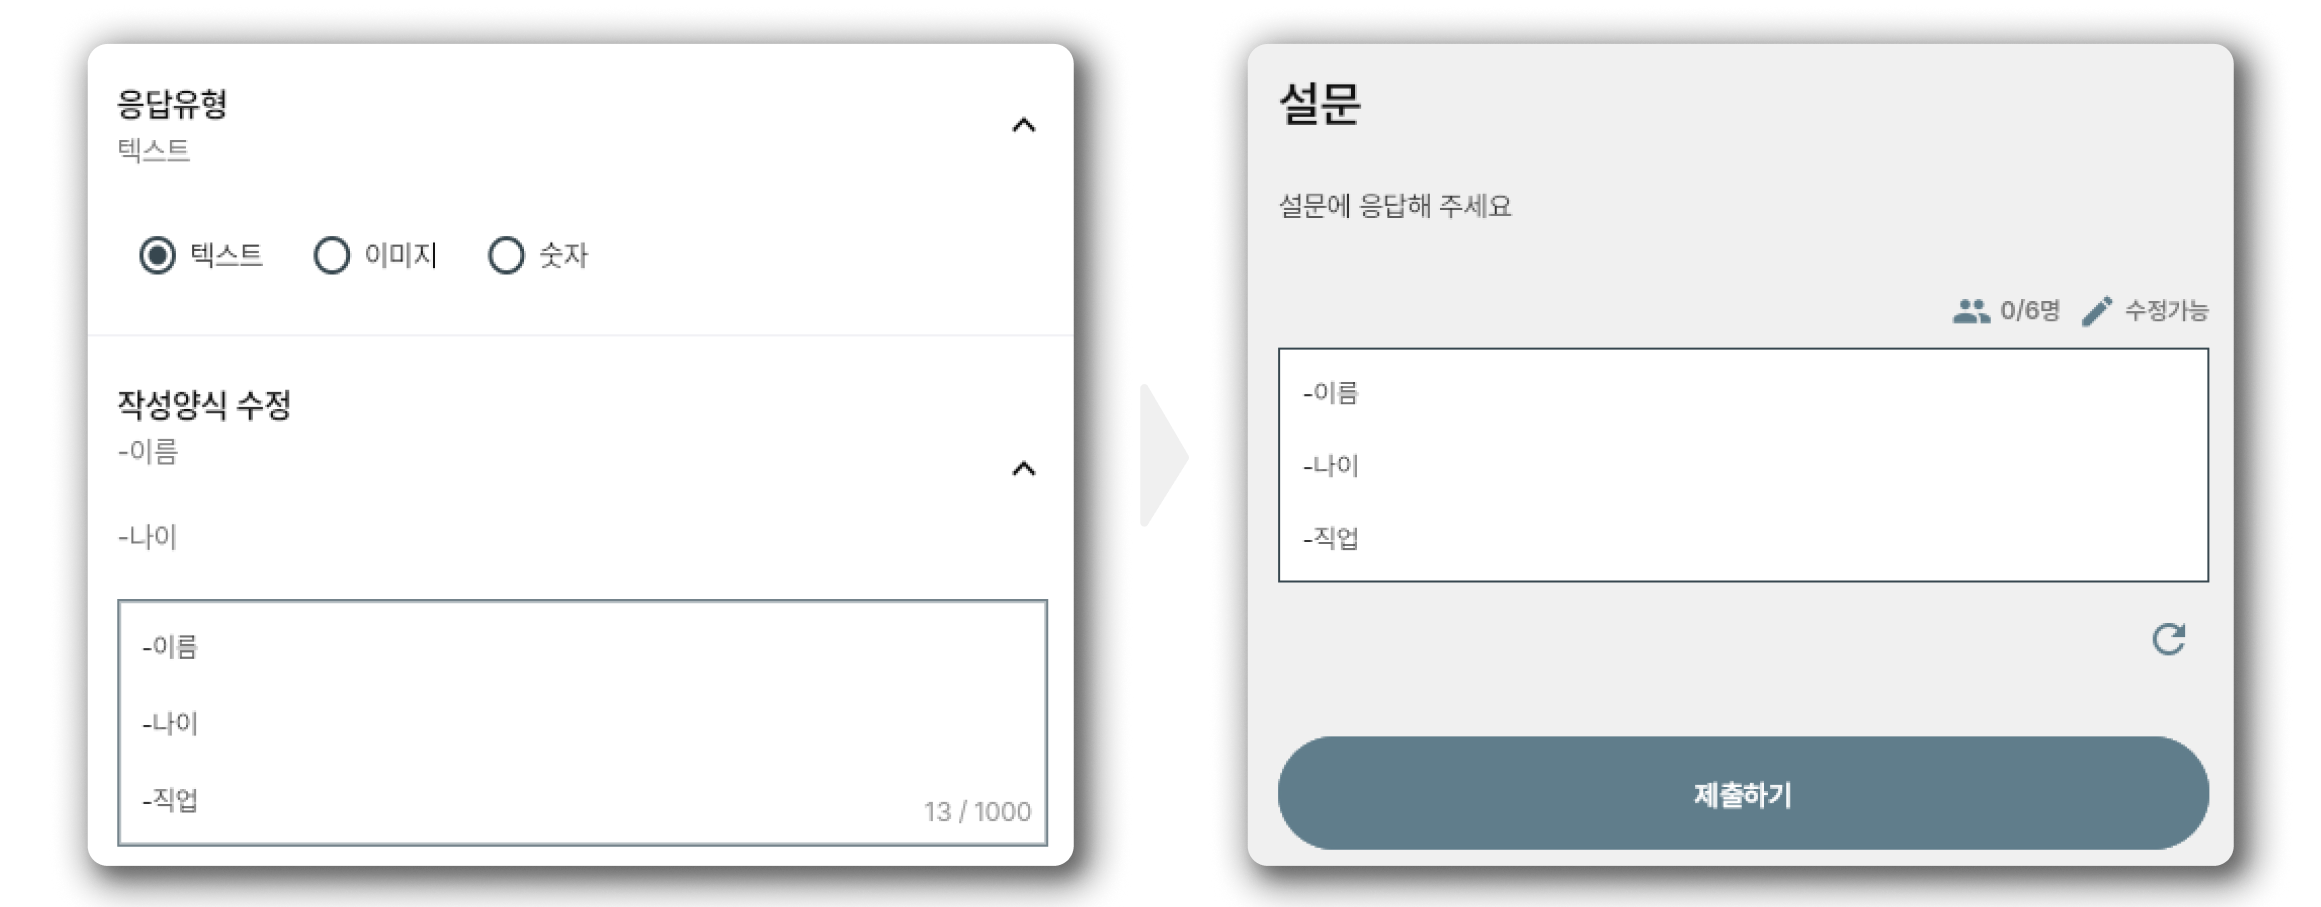 응답유형
텍스트
텍스트 이미지 숫자
작성양식 수정
-이름
-나이
-이름
-나이
-직업
13 / 1000
설문
설문에 응답해 주세요
0/6명 수정가능
-이름
-나이
-직업
제출하기